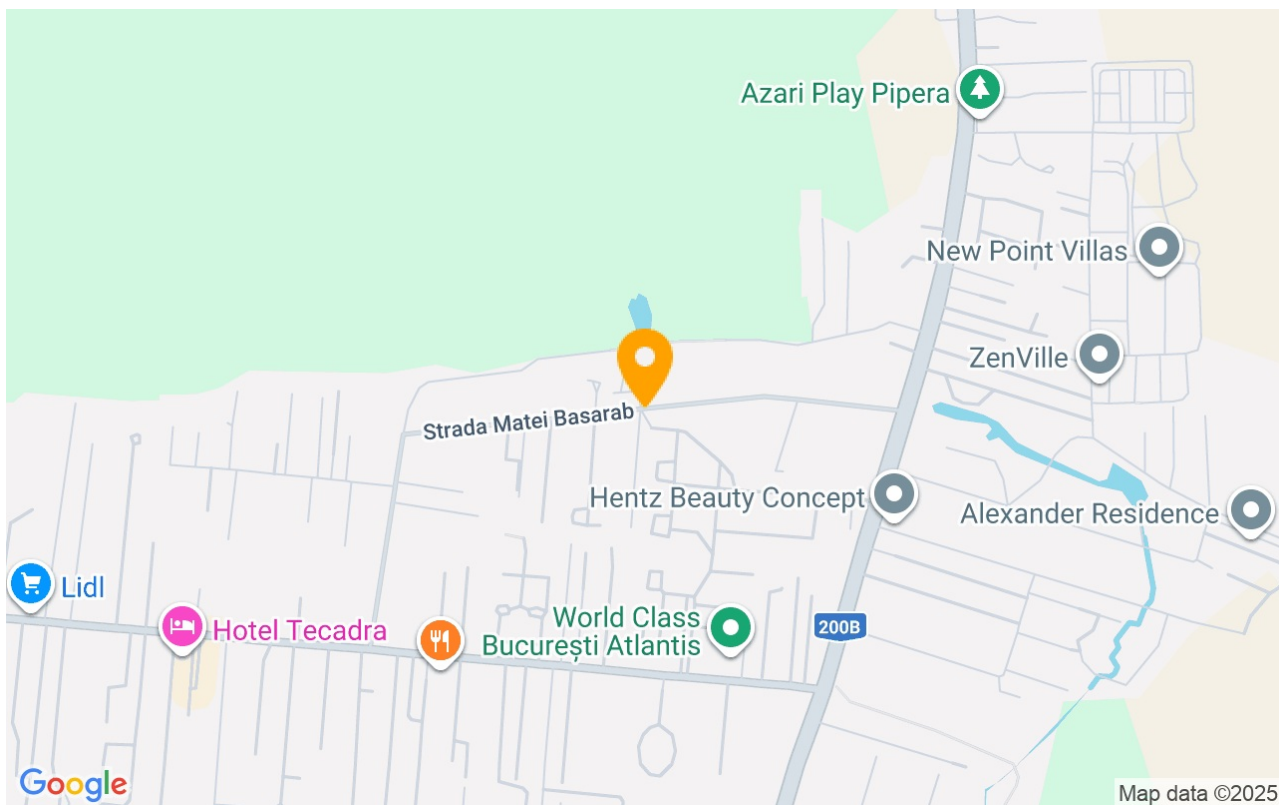 Azari Play Pipera
New Point Villas
ZenVille
Strada Matei Basarab
Hentz Beauty Concept
Alexander Residence
Lidl
Hotel Tecadra
World Class
București Atlantis
200B
Google
Map data ©2025